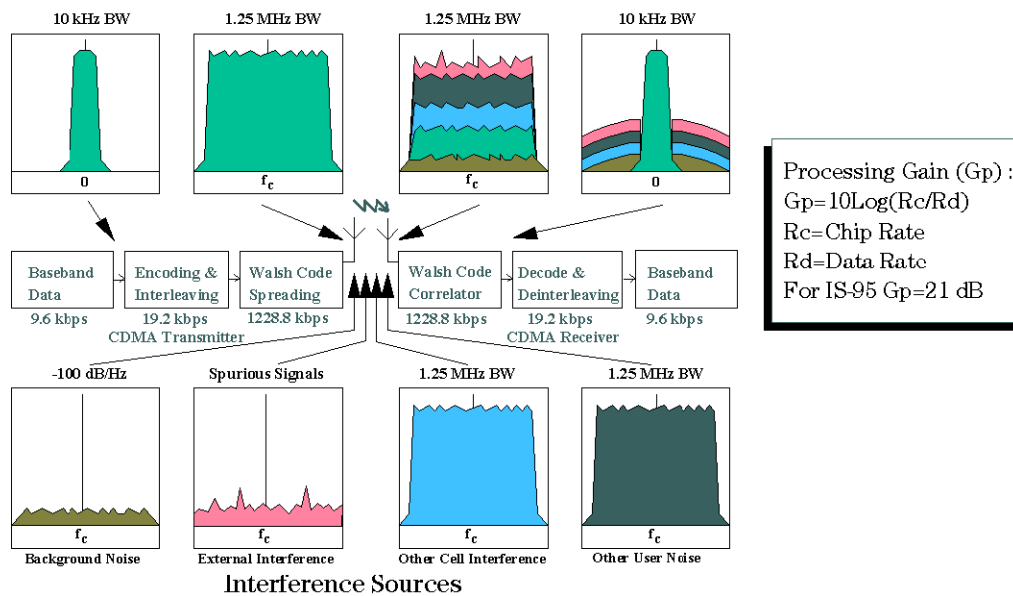 10 kHz BW
1.25 MHz BW
1.25 MHz BW
10 kHz BW
0
fc
fc
0
Processing Gain (Gp) :
Gp=10Log(Rc/Rd)
Rc=Chip Rate
Rd=Data Rate
For IS-95 Gp=21 dB
Baseband
Data
Encoding &
Interleaving
Walsh Code
Spreading
Walsh Code
Correlator
Decode &
Deinterleaving
Baseband
Data
9.6 kbps
19.2 kbps
1228.8 kbps
1228.8 kbps
19.2 kbps
9.6 kbps
CDMA Transmitter
CDMA Receiver
-100 dB/Hz
Spurious Signals
1.25 MHz BW
1.25 MHz BW
fc
fc
fc
fc
Background Noise
External Interference
Other Cell Interference
Other User Noise
Interference Sources